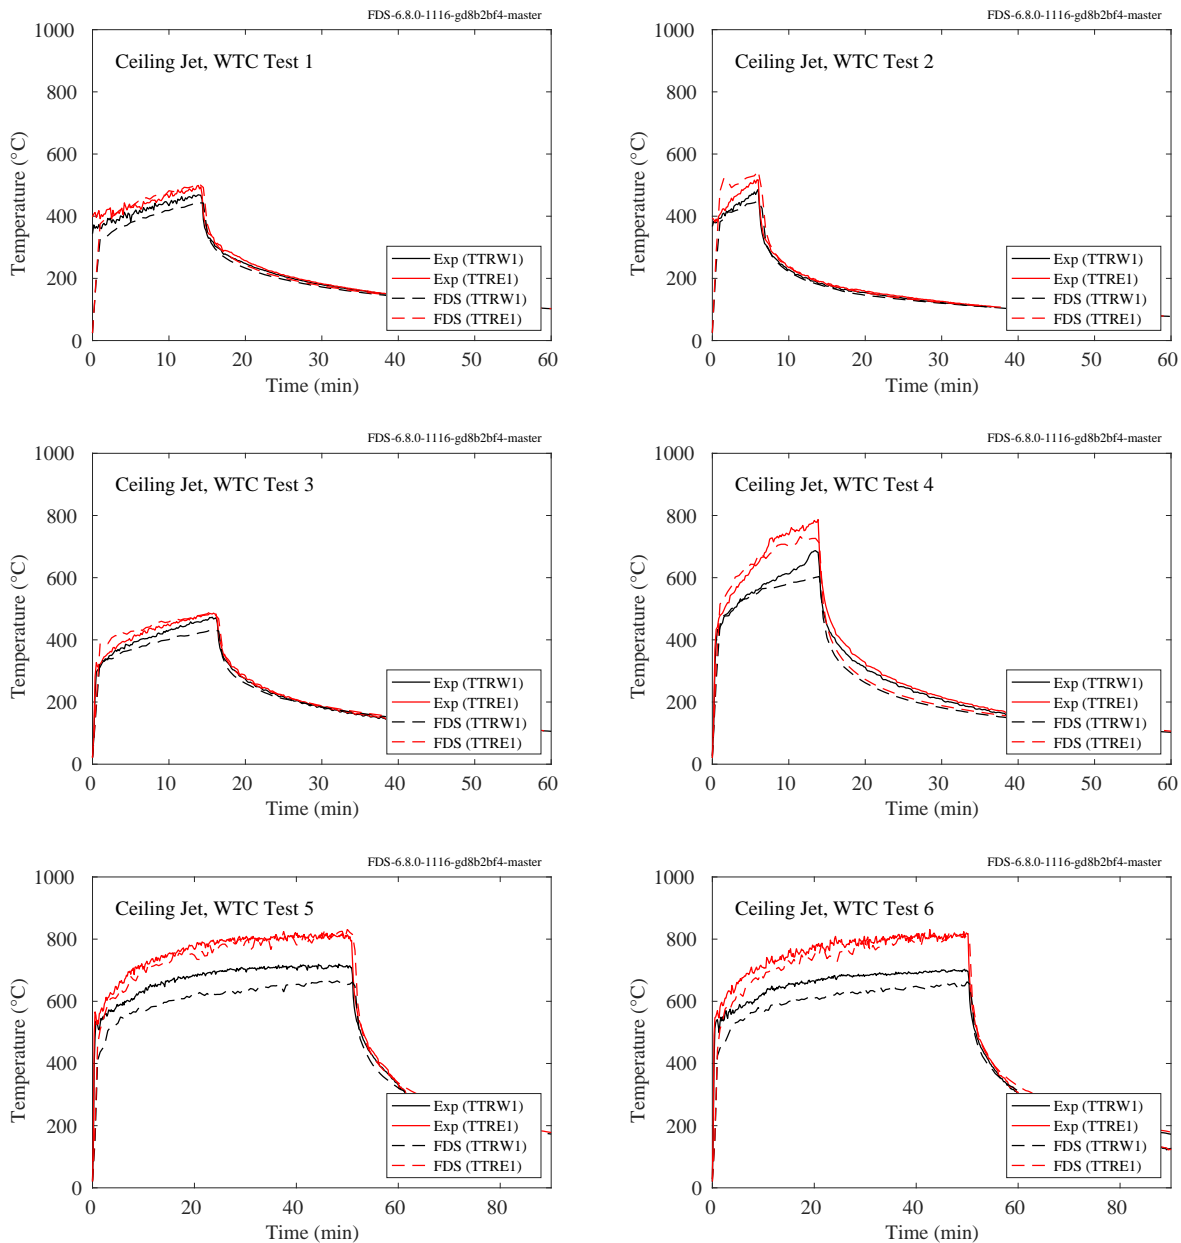 FDS-6.8.0-1116-gd8b2bf4-master
Ceiling Jet, WTC Test 1
Temperature (°C)
1000
800
600
400
200
0
Exp (TTRW1)
Exp (TTRE1)
FDS (TTRW1)
FDS (TTRE1)
0 10 20 30 40 50 60
Time (min)
FDS-6.8.0-1116-gd8b2bf4-master
Ceiling Jet, WTC Test 2
Temperature (°C)
1000
800
600
400
200
0
Exp (TTRW1)
Exp (TTRE1)
FDS (TTRW1)
FDS (TTRE1)
0 10 20 30 40 50 60
Time (min)
FDS-6.8.0-1116-gd8b2bf4-master
Ceiling Jet, WTC Test 3
Temperature (°C)
1000
800
600
400
200
0
Exp (TTRW1)
Exp (TTRE1)
FDS (TTRW1)
FDS (TTRE1)
0 10 20 30 40 50 60
Time (min)
FDS-6.8.0-1116-gd8b2bf4-master
Ceiling Jet, WTC Test 4
Temperature (°C)
1000
800
600
400
200
0
Exp (TTRW1)
Exp (TTRE1)
FDS (TTRW1)
FDS (TTRE1)
0 10 20 30 40 50 60
Time (min)
FDS-6.8.0-1116-gd8b2bf4-master
Ceiling Jet, WTC Test 5
Temperature (°C)
1000
800
600
400
200
0
Exp (TTRW1)
Exp (TTRE1)
FDS (TTRW1)
FDS (TTRE1)
0 20 40 60 80
Time (min)
FDS-6.8.0-1116-gd8b2bf4-master
Ceiling Jet, WTC Test 6
Temperature (°C)
1000
800
600
400
200
0
Exp (TTRW1)
Exp (TTRE1)
FDS (TTRW1)
FDS (TTRE1)
0 20 40 60 80
Time (min)